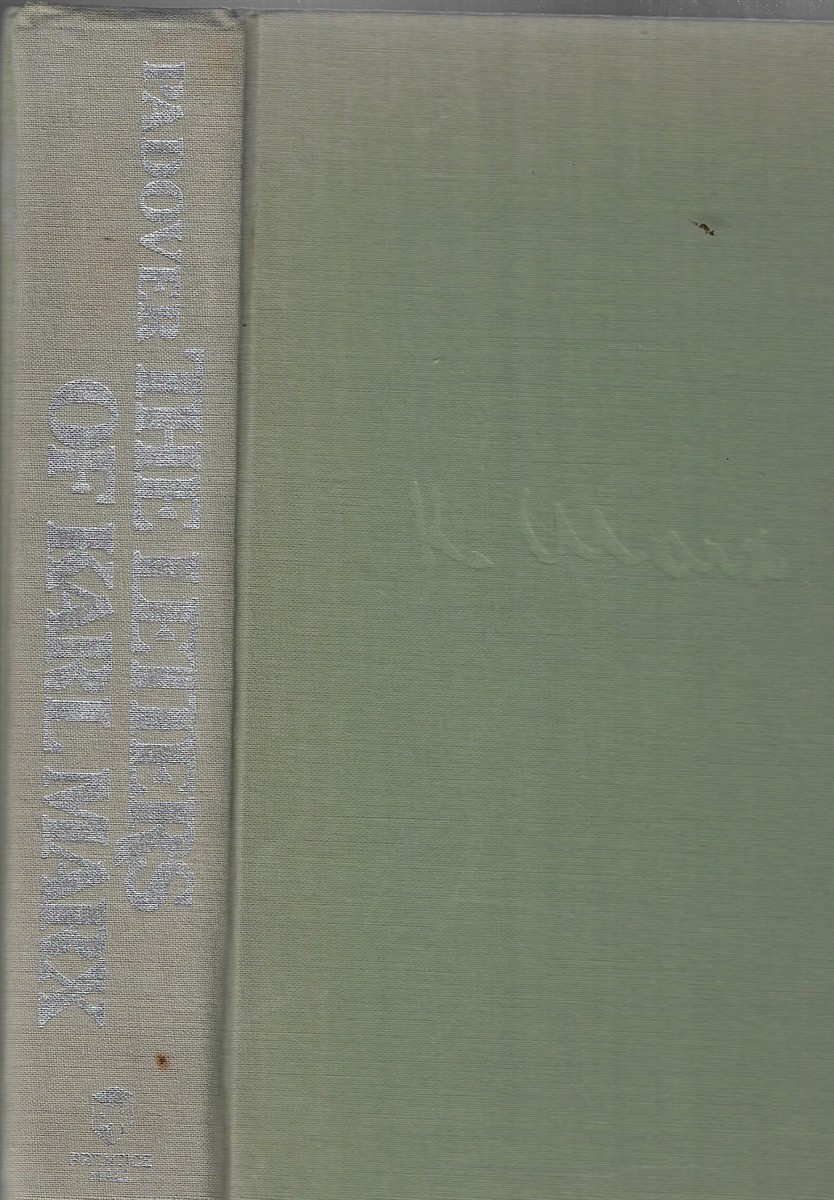 PADOVER THE LETTERS
OF KARL MARX
PRENTICE
HALL